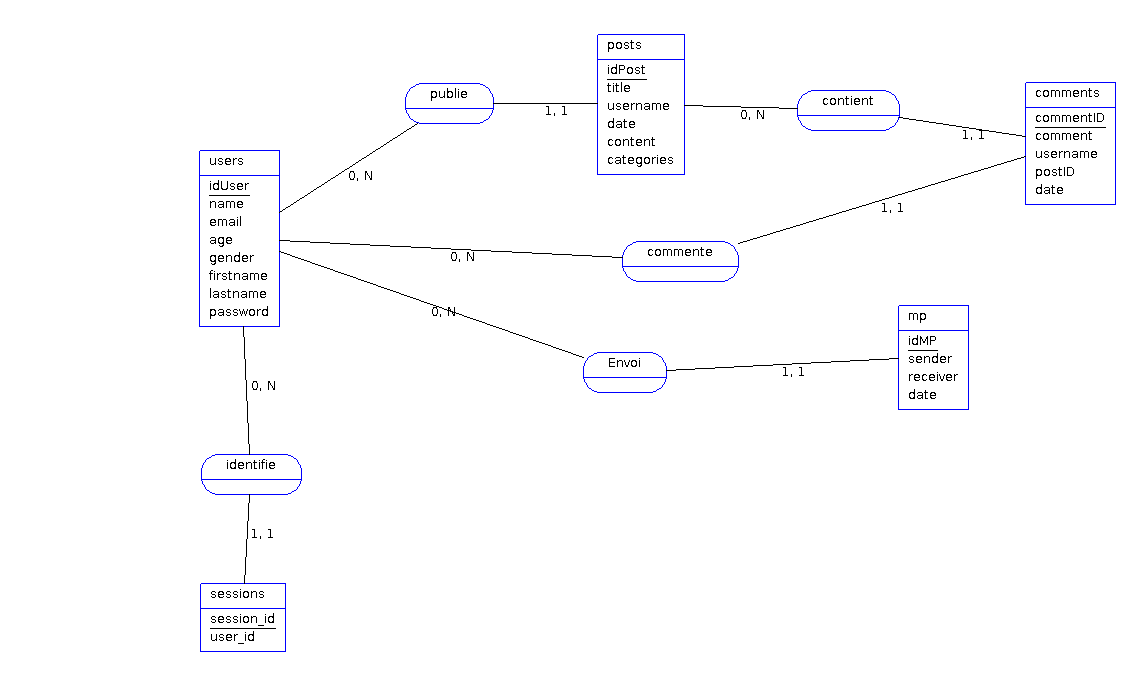 posts
idPost
title
username
date
content
categories
publie
1, 1
0, N
contient
1, 1
comments
commentID
comment
username
postID
date
users
idUser
name
email
age
gender
firstname
lastname
password
0, N
0, N
commente
1, 1
0, N
Envoi
1, 1
mp
idMP
sender
receiver
date
0, N
identifie
1, 1
sessions
session_id
user_id